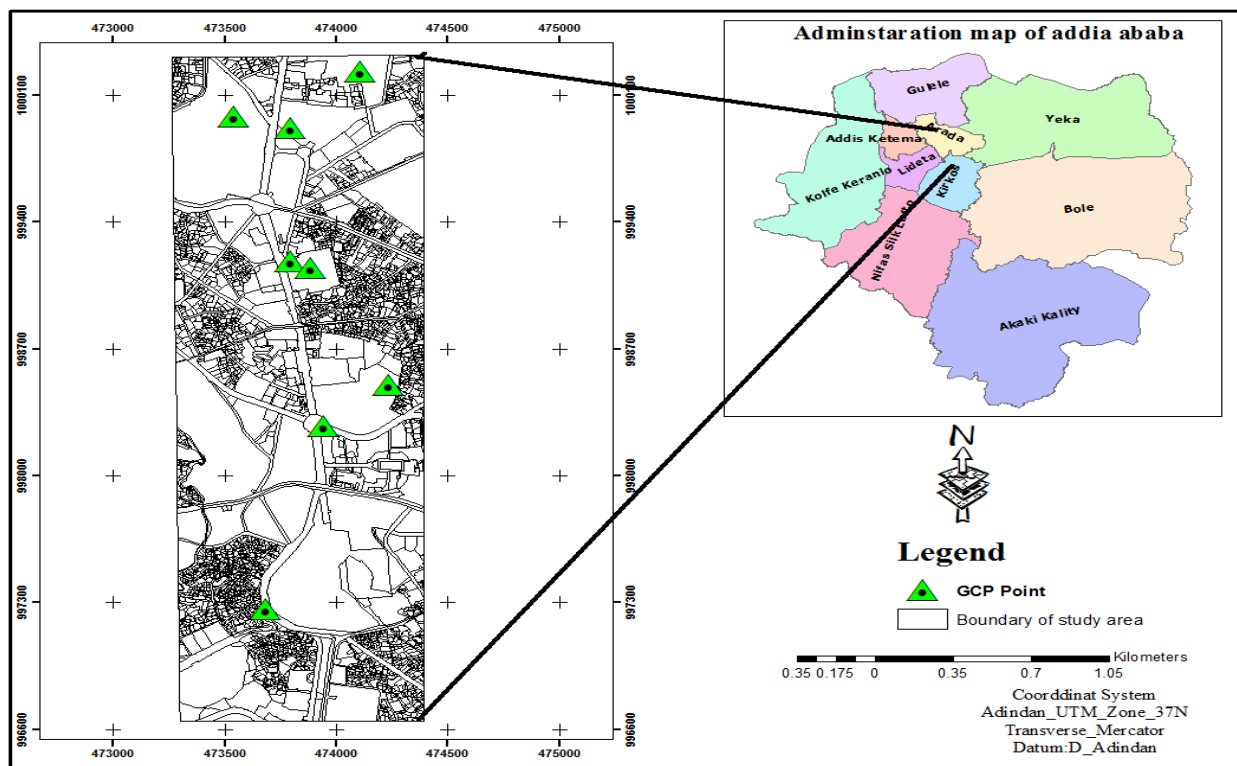 473000 473500 474000 474500 475000
1000100
999400
998700
998000
997300
996600
1000100
999400
998700
998000
997300
996600
473000 473500 474000 474500 475000
Adminstaration map of addia ababa
Gulele
Yeka
Arada
Addis Ketema
Lideta
Kirkos
Kolfe Keranio
Bole
Nifas Silk Lafto
Akaki Kality
N
Legend
GCP Point
Boundary of study area
Kilometers
0.35 0.175 0 0.35 0.7 1.05
Coorddinat System
Adindan_UTM_Zone_37N
Transverse_Mercator
Datum:D_Adindan